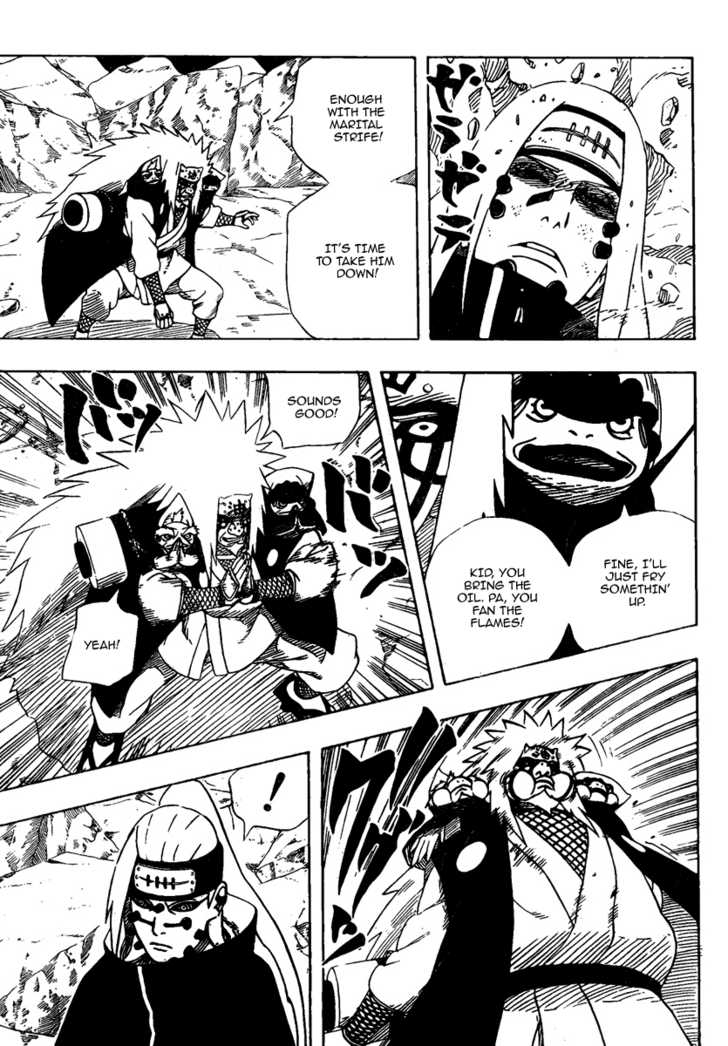 ENOUGH
WITH THE
MARITAL
STRIFE!
IT'S TIME
TO TAKE HIM
DOWN!
FINE, I'LL
JUST FRY
SOMETHIN'
UP.
KID, YOU
BRING THE
OIL. PA, YOU
FAN THE
FLAMES!
SOUNDS
GOOD!
YEAH!
!